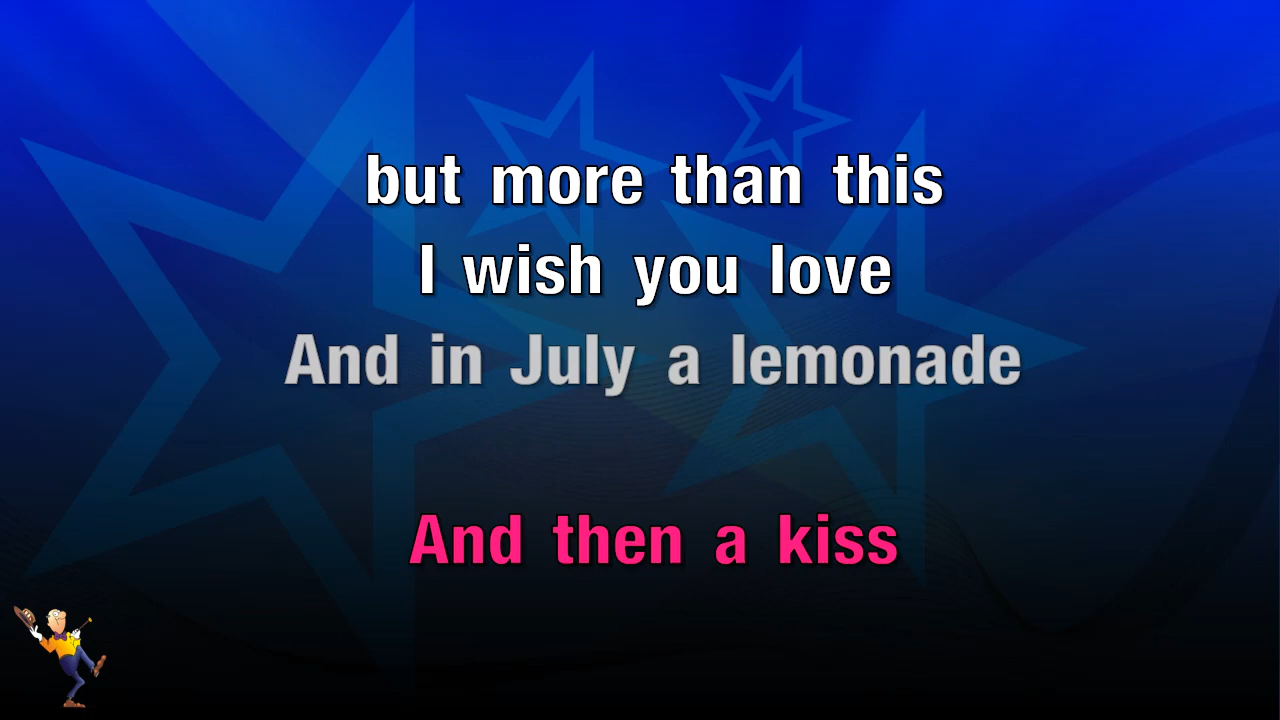 but more than this
I wish you love
And in July a lemonade
And then a kiss